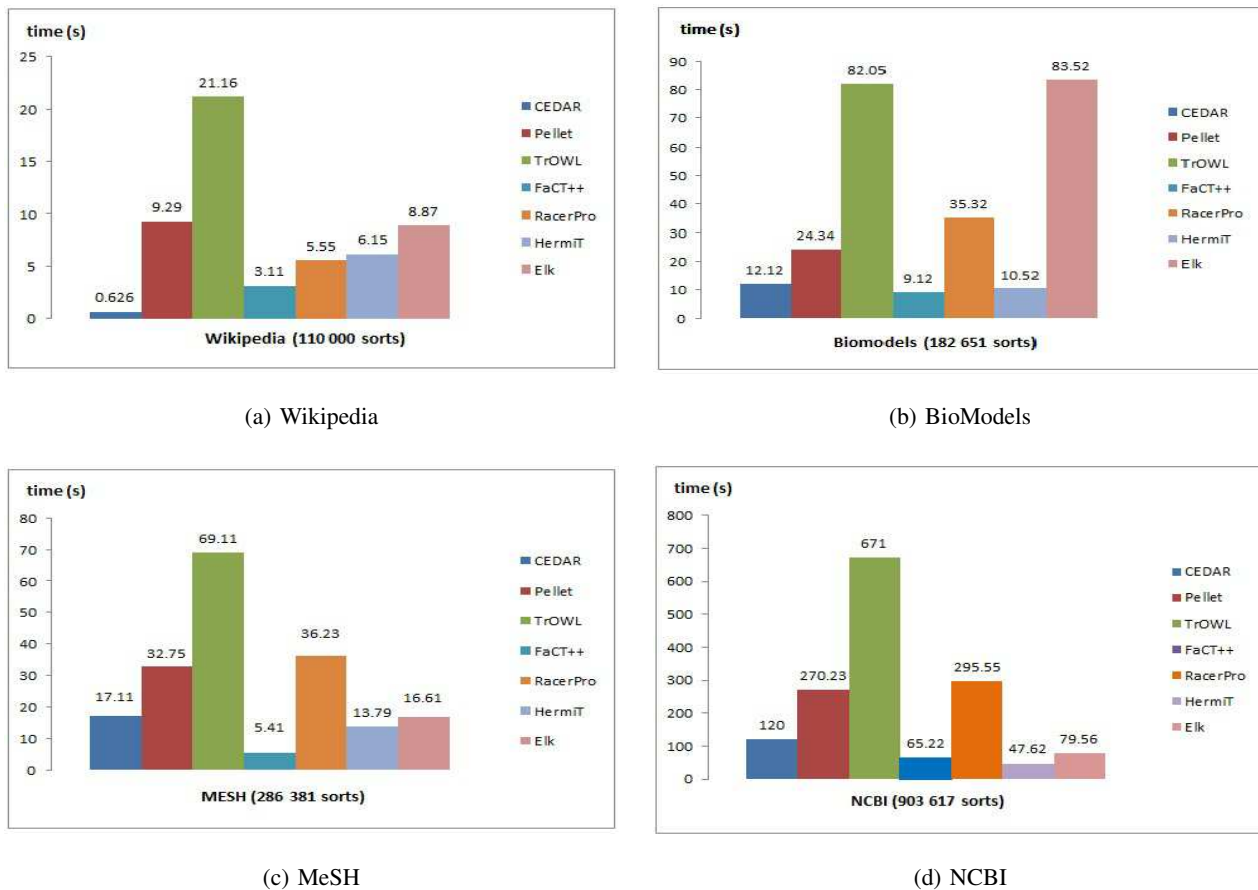 time (s)
25
20
15
10
5
0
0.626
9.29
21.16
3.11
5.55
6.15
8.87
Wikipedia (110 000 sorts)
CEDAR
Pellet
TrOWL
FaCT++
RacerPro
HermiT
Elk
(a) Wikipedia
time (s)
90
80
70
60
50
40
30
20
10
0
12.12
24.34
82.05
9.12
35.32
10.52
83.52
Biomodels (182 651 sorts)
CEDAR
Pellet
TrOWL
FaCT++
RacerPro
HermiT
Elk
(b) BioModels
time (s)
80
70
60
50
40
30
20
10
0
17.11
32.75
69.11
5.41
36.23
13.79
16.61
MESH (286 381 sorts)
CEDAR
Pellet
TrOWL
FaCT++
RacerPro
HermiT
Elk
(c) MeSH
time (s)
800
700
600
500
400
300
200
100
0
120
270.23
671
65.22
295.55
47.62
79.56
NCBI (903 617 sorts)
CEDAR
Pellet
TrOWL
FaCT++
RacerPro
HermiT
Elk
(d) NCBI